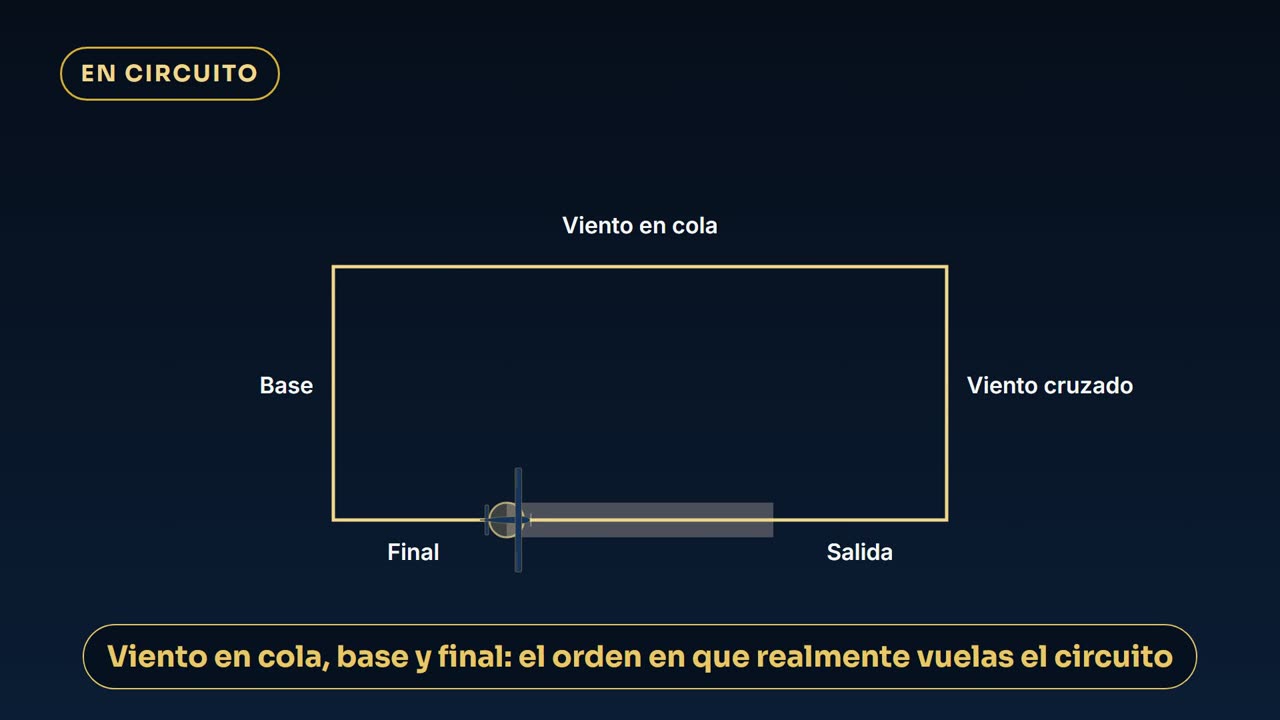 EN CIRCUITO
Viento en cola
Base
Viento cruzado
Final
Salida
Viento en cola, base y final: el orden en que realmente vuelas el circuito